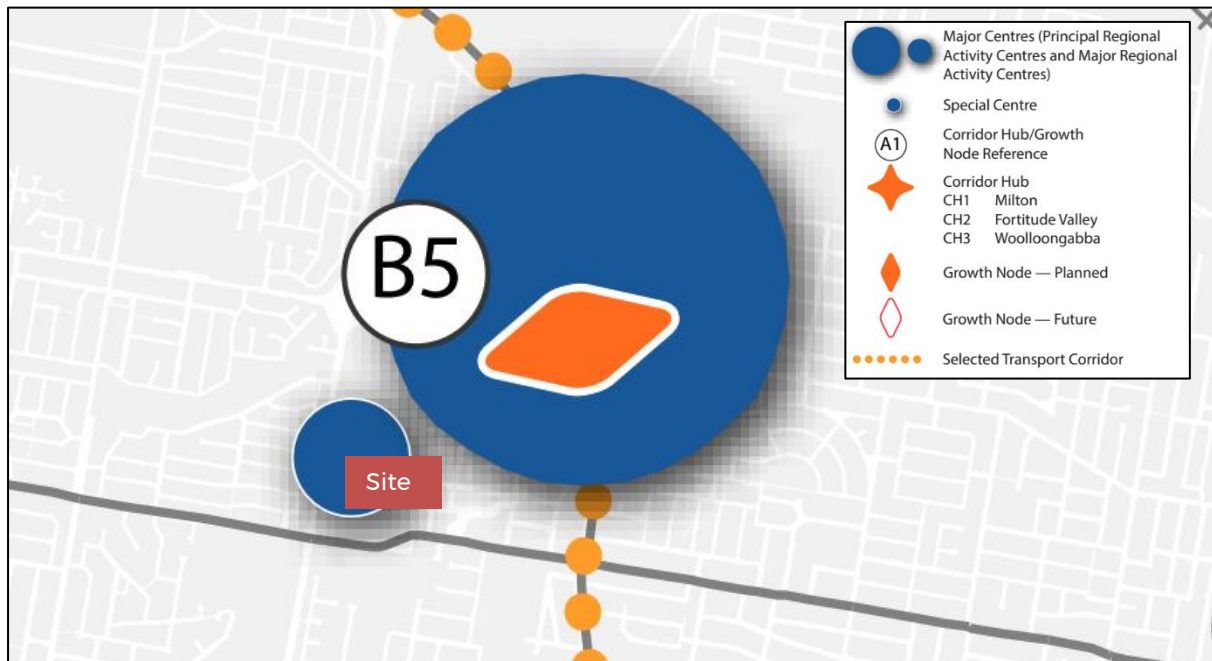 B5
Site
Major Centres (Principal Regional
Activity Centres and Major Regional
Activity Centres)
Special Centre
A1
Corridor Hub/Growth
Node Reference
Corridor Hub
CH1 Milton
CH2 Fortitude Valley
CH3 Woolloongabba
Growth Node — Planned
Growth Node — Future
Selected Transport Corridor